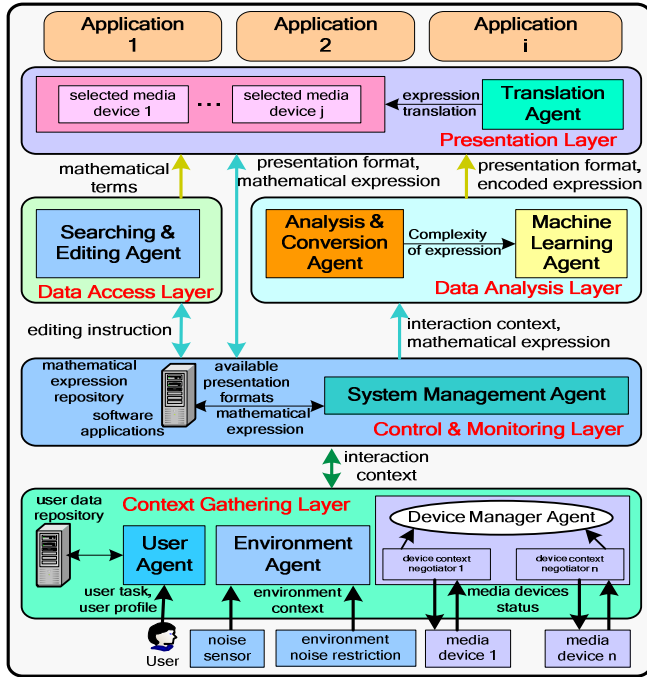 Application
1
Application
2
Application
i
selected media
device 1
...
selected media
device j
expression
translation
Translation
Agent
Presentation Layer
mathematical
terms
presentation format,
mathematical expression
presentation format,
encoded expression
Searching &
Editing Agent
Data Access Layer
Analysis &
Conversion
Agent
Complexity
of expression
Machine
Learning
Agent
Data Analysis Layer
editing instruction
interaction context,
mathematical expression
mathematical
expression
repository
software
applications
available
presentation
formats
mathematical
expression
System Management Agent
Control & Monitoring Layer
interaction
context
user data
repository
Context Gathering Layer
User
Agent
Environment
Agent
Device Manager Agent
device context
negotiator 1
device context
negotiator n
user task,
user profile
environment
context
media devices
status
User
noise
sensor
environment
noise restriction
media
device 1
media
device n